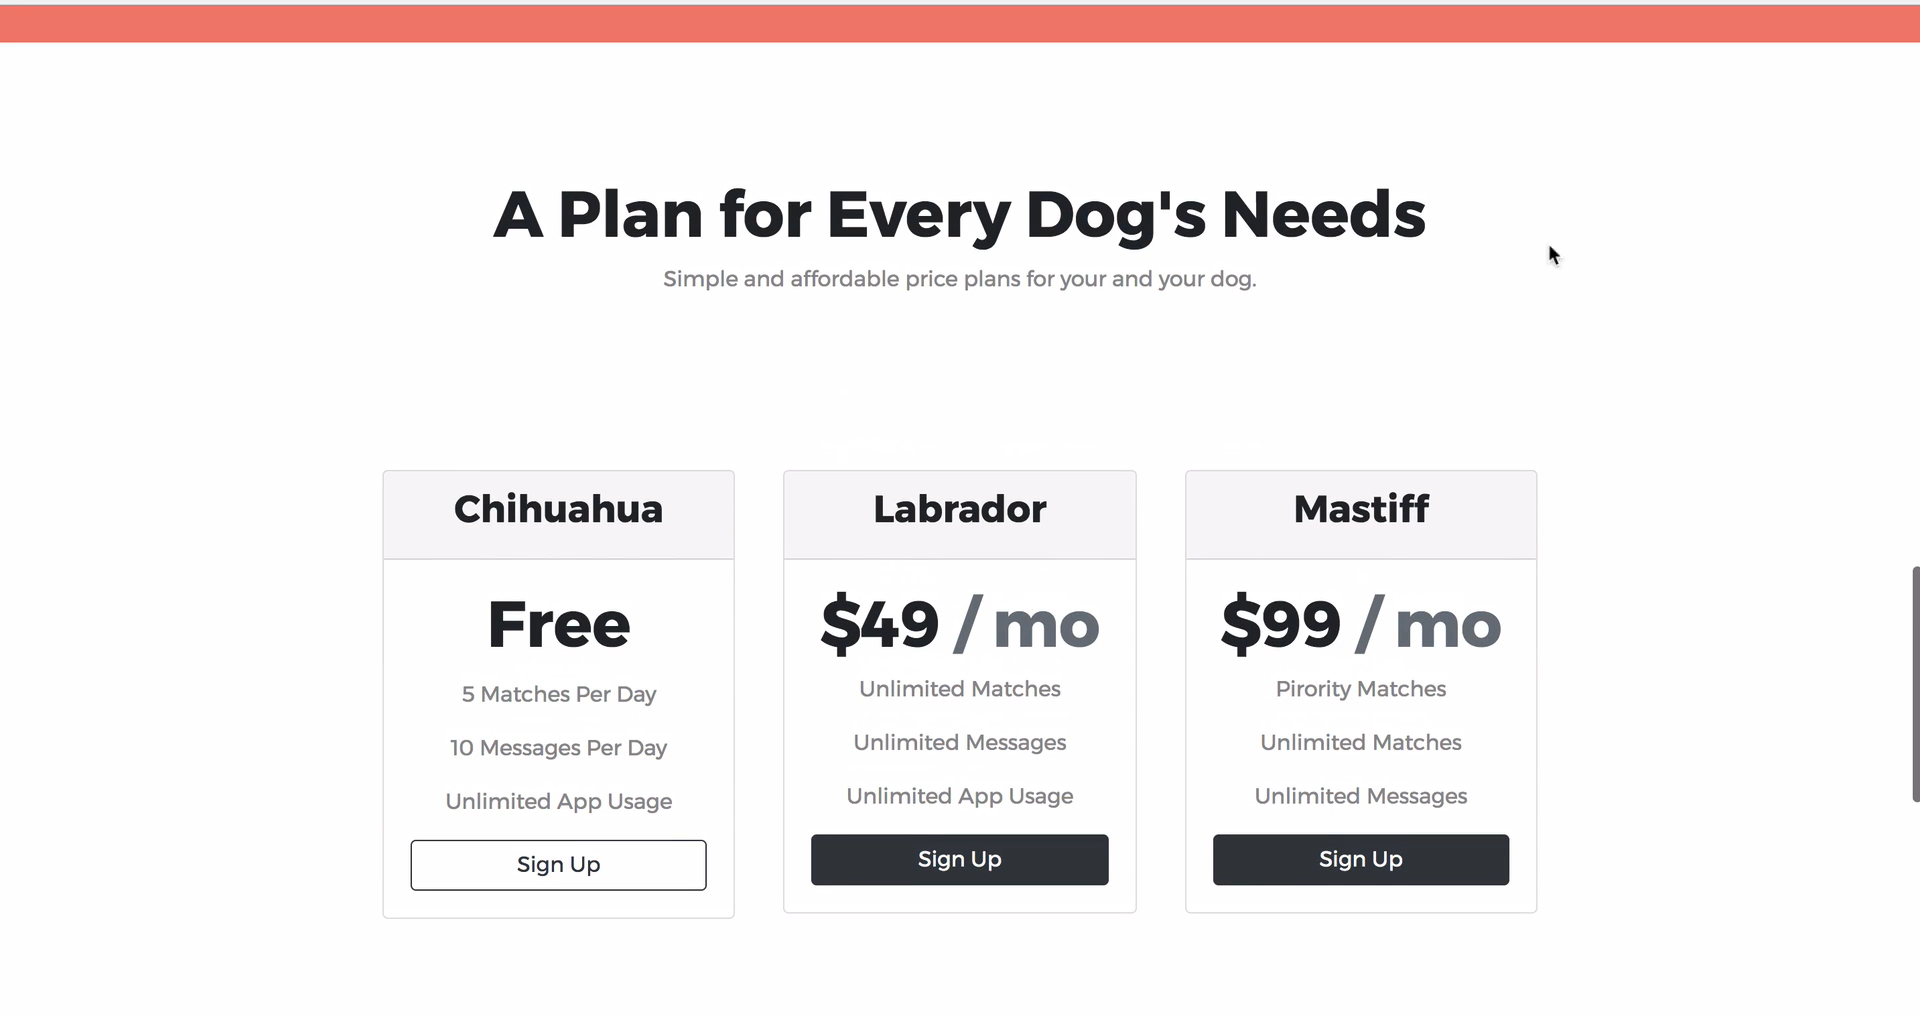 A Plan for Every Dog's Needs
Simple and affordable price plans for your and your dog.
Chihuahua
Free
5 Matches Per Day
10 Messages Per Day
Unlimited App Usage
Sign Up
Labrador
$49 / mo
Unlimited Matches
Unlimited Messages
Unlimited App Usage
Sign Up
Mastiff
$99 / mo
Pirority Matches
Unlimited Matches
Unlimited Messages
Sign Up